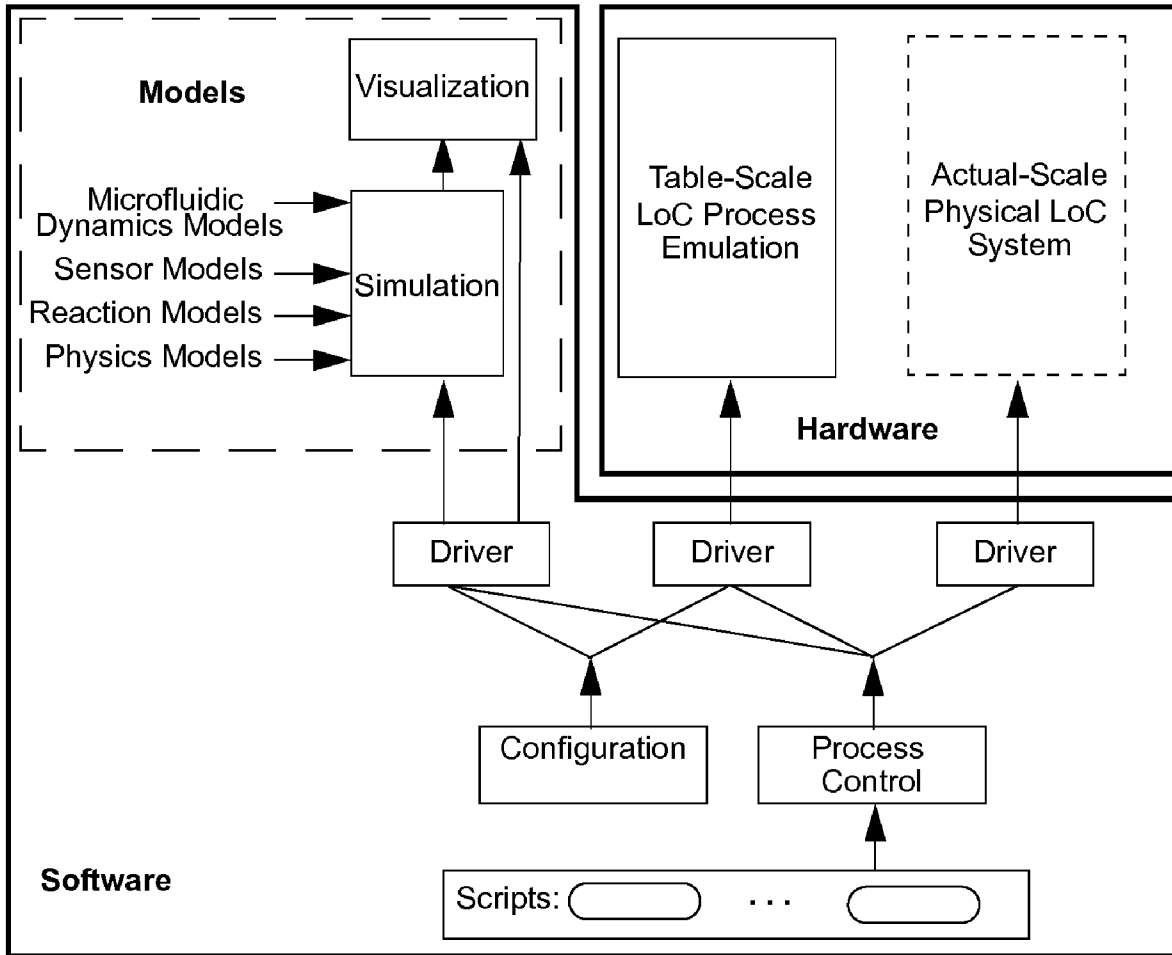 Models
Visualization
Microfluidic
Dynamics Models
Sensor Models
Reaction Models
Physics Models
Simulation
Table-Scale
LoC Process
Emulation
Actual-Scale
Physical LoC
System
Hardware
Driver
Driver
Driver
Configuration
Process
Control
Software
Scripts: . . .